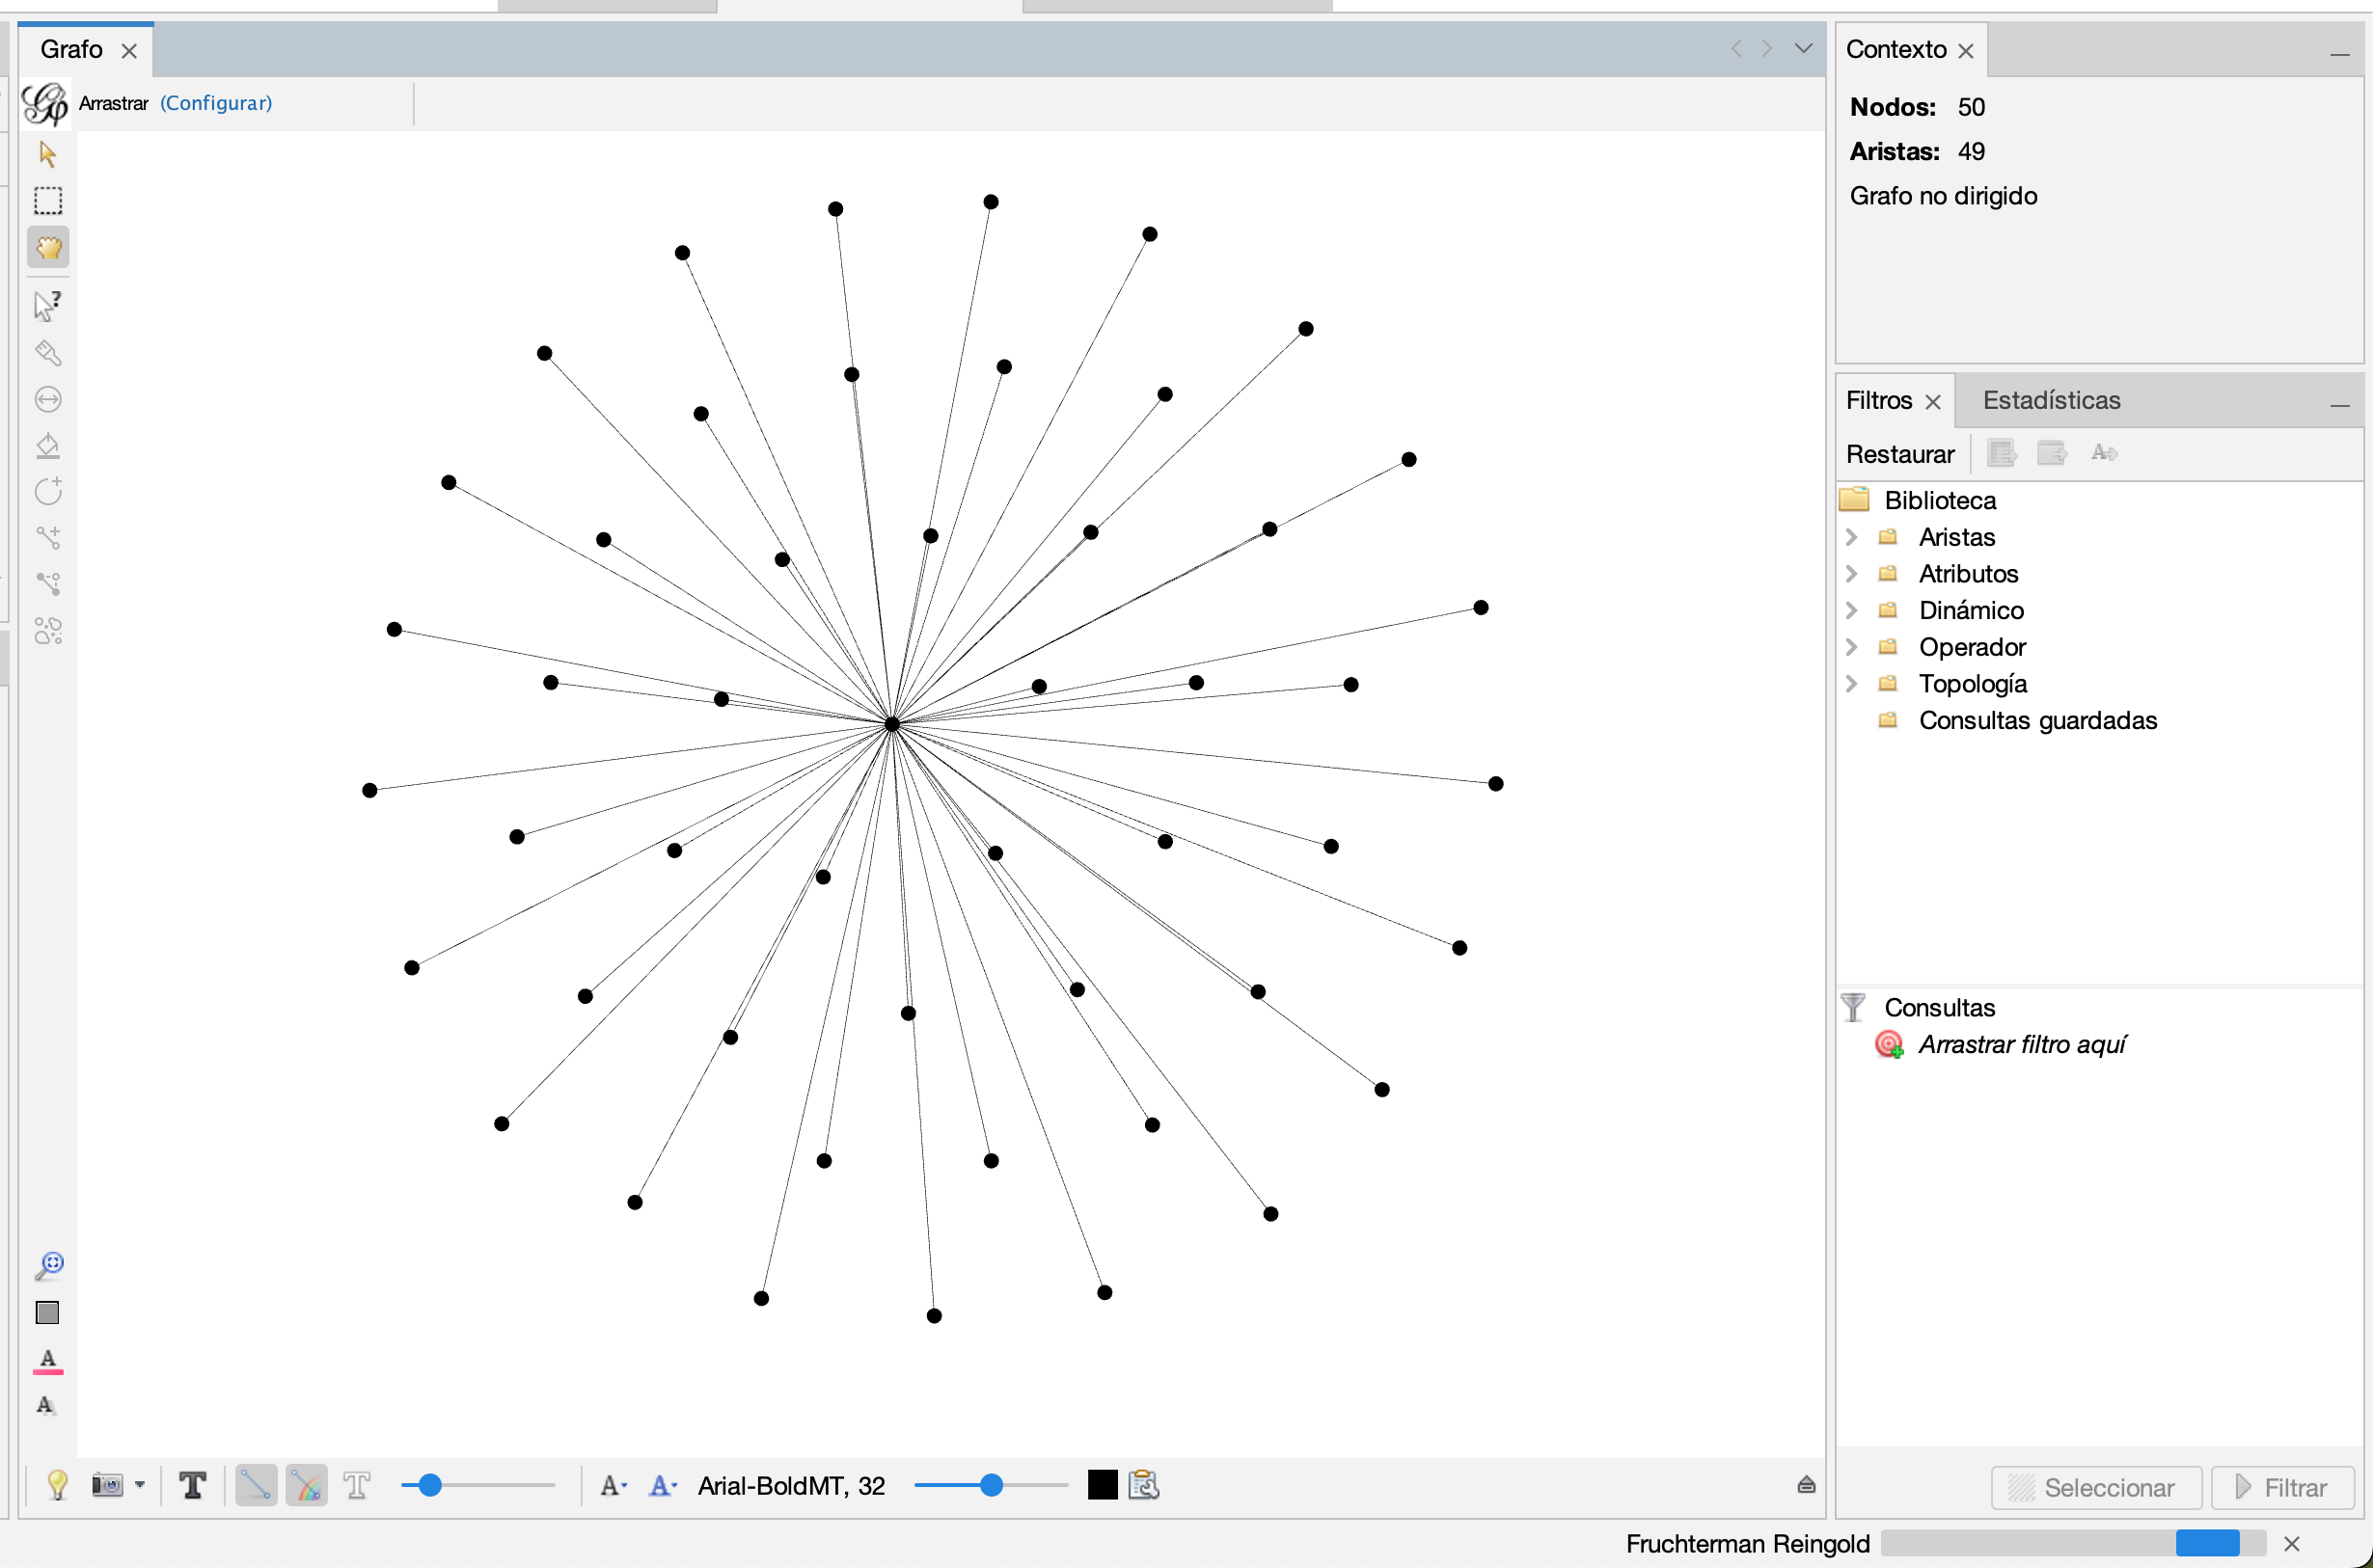 Grafo
Arrastrar (Configurar)
Contexto
Nodos: 50
Aristas: 49
Grafo no dirigido
Filtros Estadísticas
Restaurar
Biblioteca
Aristas
Atributos
Dinámico
Operador
Topología
Consultas guardadas
Consultas
Arrastrar filtro aquí
Arial-BoldMT, 32
Seleccionar Filtrar
Fruchterman Reingold